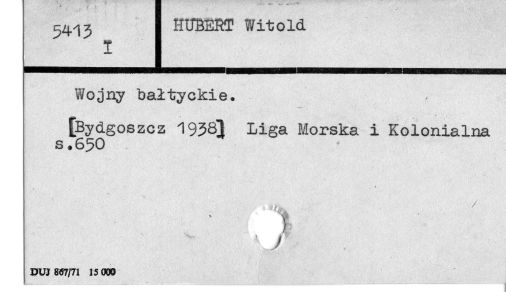 5413
I
HUBERT Witold
Wojny bałtyckie.
[Bydgoszcz 1938] Liga Morska i Kolonialna
s.650
DUJ 867/71 15 000